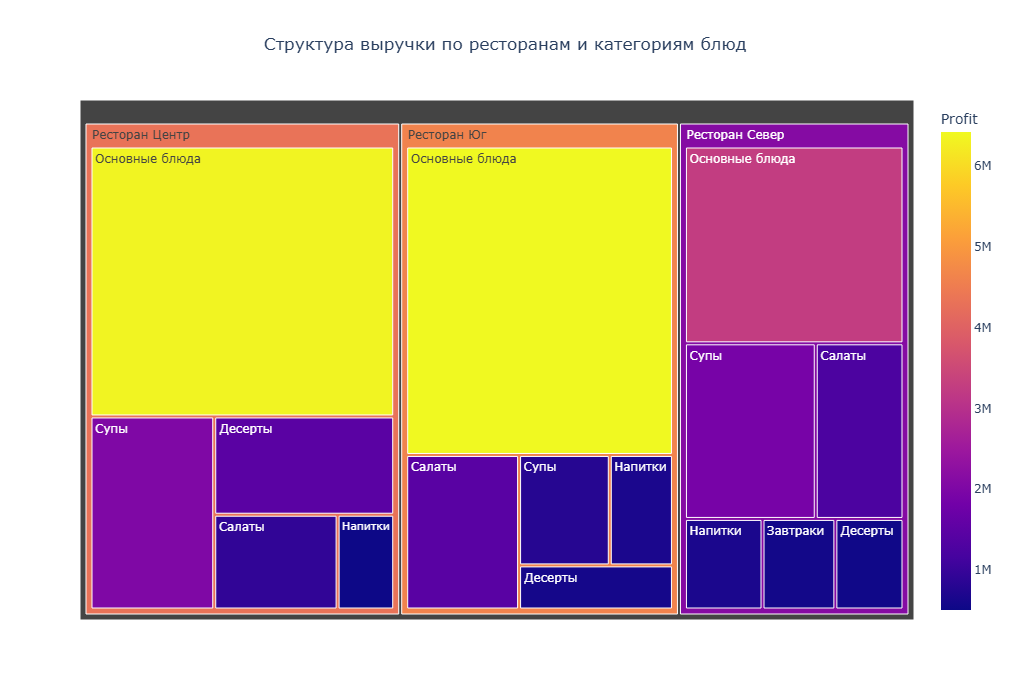 Структура выручки по ресторанам и категориям блюд
Ресторан Центр
Основные блюда
Супы
Десерты
Салаты
Напитки
Ресторан Юг
Основные блюда
Салаты
Супы
Напитки
Десерты
Ресторан Север
Основные блюда
Супы
Салаты
Напитки
Завтраки
Десерты
Profit
6M
5M
4M
3M
2M
1M